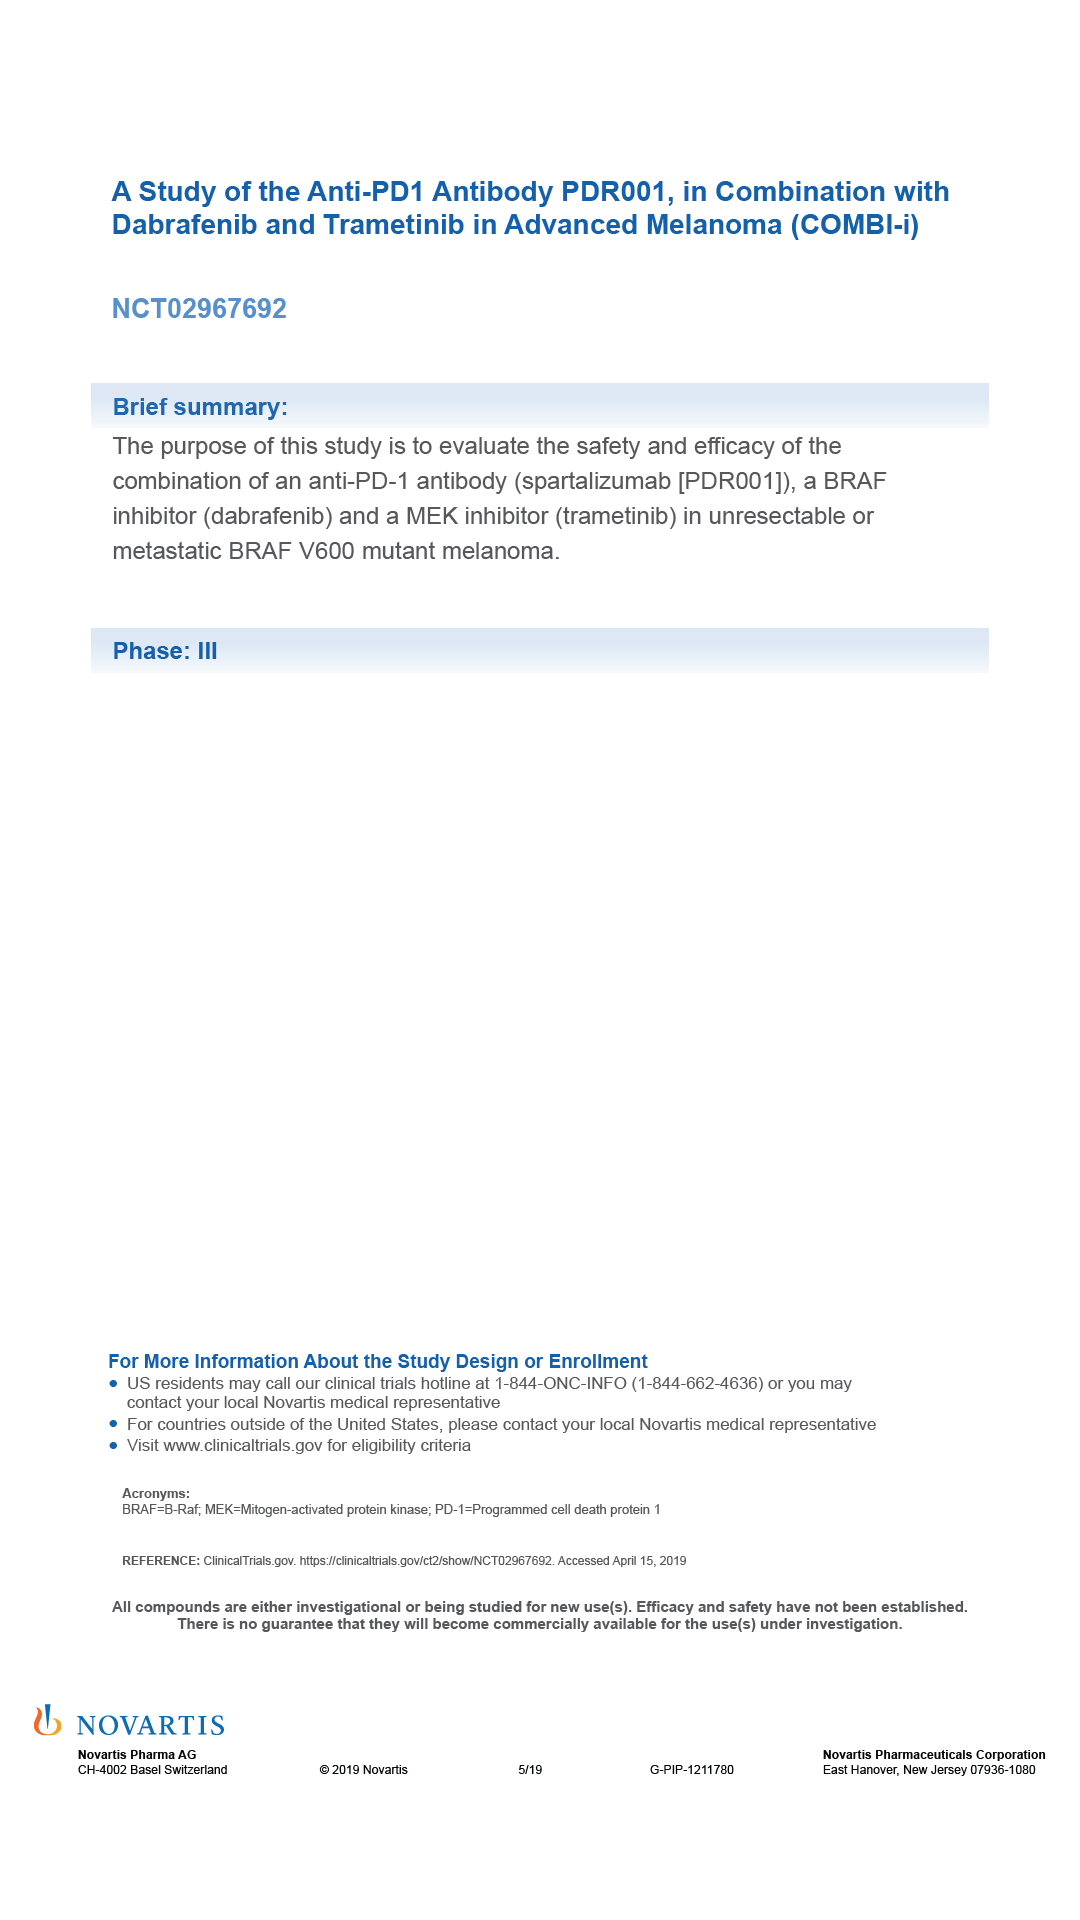 A Study of the Anti-PD1 Antibody PDR001, in Combination with
Dabrafenib and Trametinib in Advanced Melanoma (COMBI-i)
NCT02967692
Brief summary:
The purpose of this study is to evaluate the safety and efficacy of the
combination of an anti-PD-1 antibody (spartalizumab [PDR001]), a BRAF
inhibitor (dabrafenib) and a MEK inhibitor (trametinib) in unresectable or
metastatic BRAF V600 mutant melanoma.
Phase: III
For More Information About the Study Design or Enrollment
• US residents may call our clinical trials hotline at 1-844-ONC-INFO (1-844-662-4636) or you may
contact your local Novartis medical representative
• For countries outside of the United States, please contact your local Novartis medical representative
• Visit www.clinicaltrials.gov for eligibility criteria
Acronyms:
BRAF=B-Raf; MEK=Mitogen-activated protein kinase; PD-1=Programmed cell death protein 1
REFERENCE: ClinicalTrials.gov. https://clinicaltrials.gov/ct2/show/NCT02967692. Accessed April 15, 2019
All compounds are either investigational or being studied for new use(s). Efficacy and safety have not been established.
There is no guarantee that they will become commercially available for the use(s) under investigation.
NOVARTIS
Novartis Pharma AG
CH-4002 Basel Switzerland
© 2019 Novartis
5/19
G-PIP-1211780
Novartis Pharmaceuticals Corporation
East Hanover, New Jersey 07936-1080